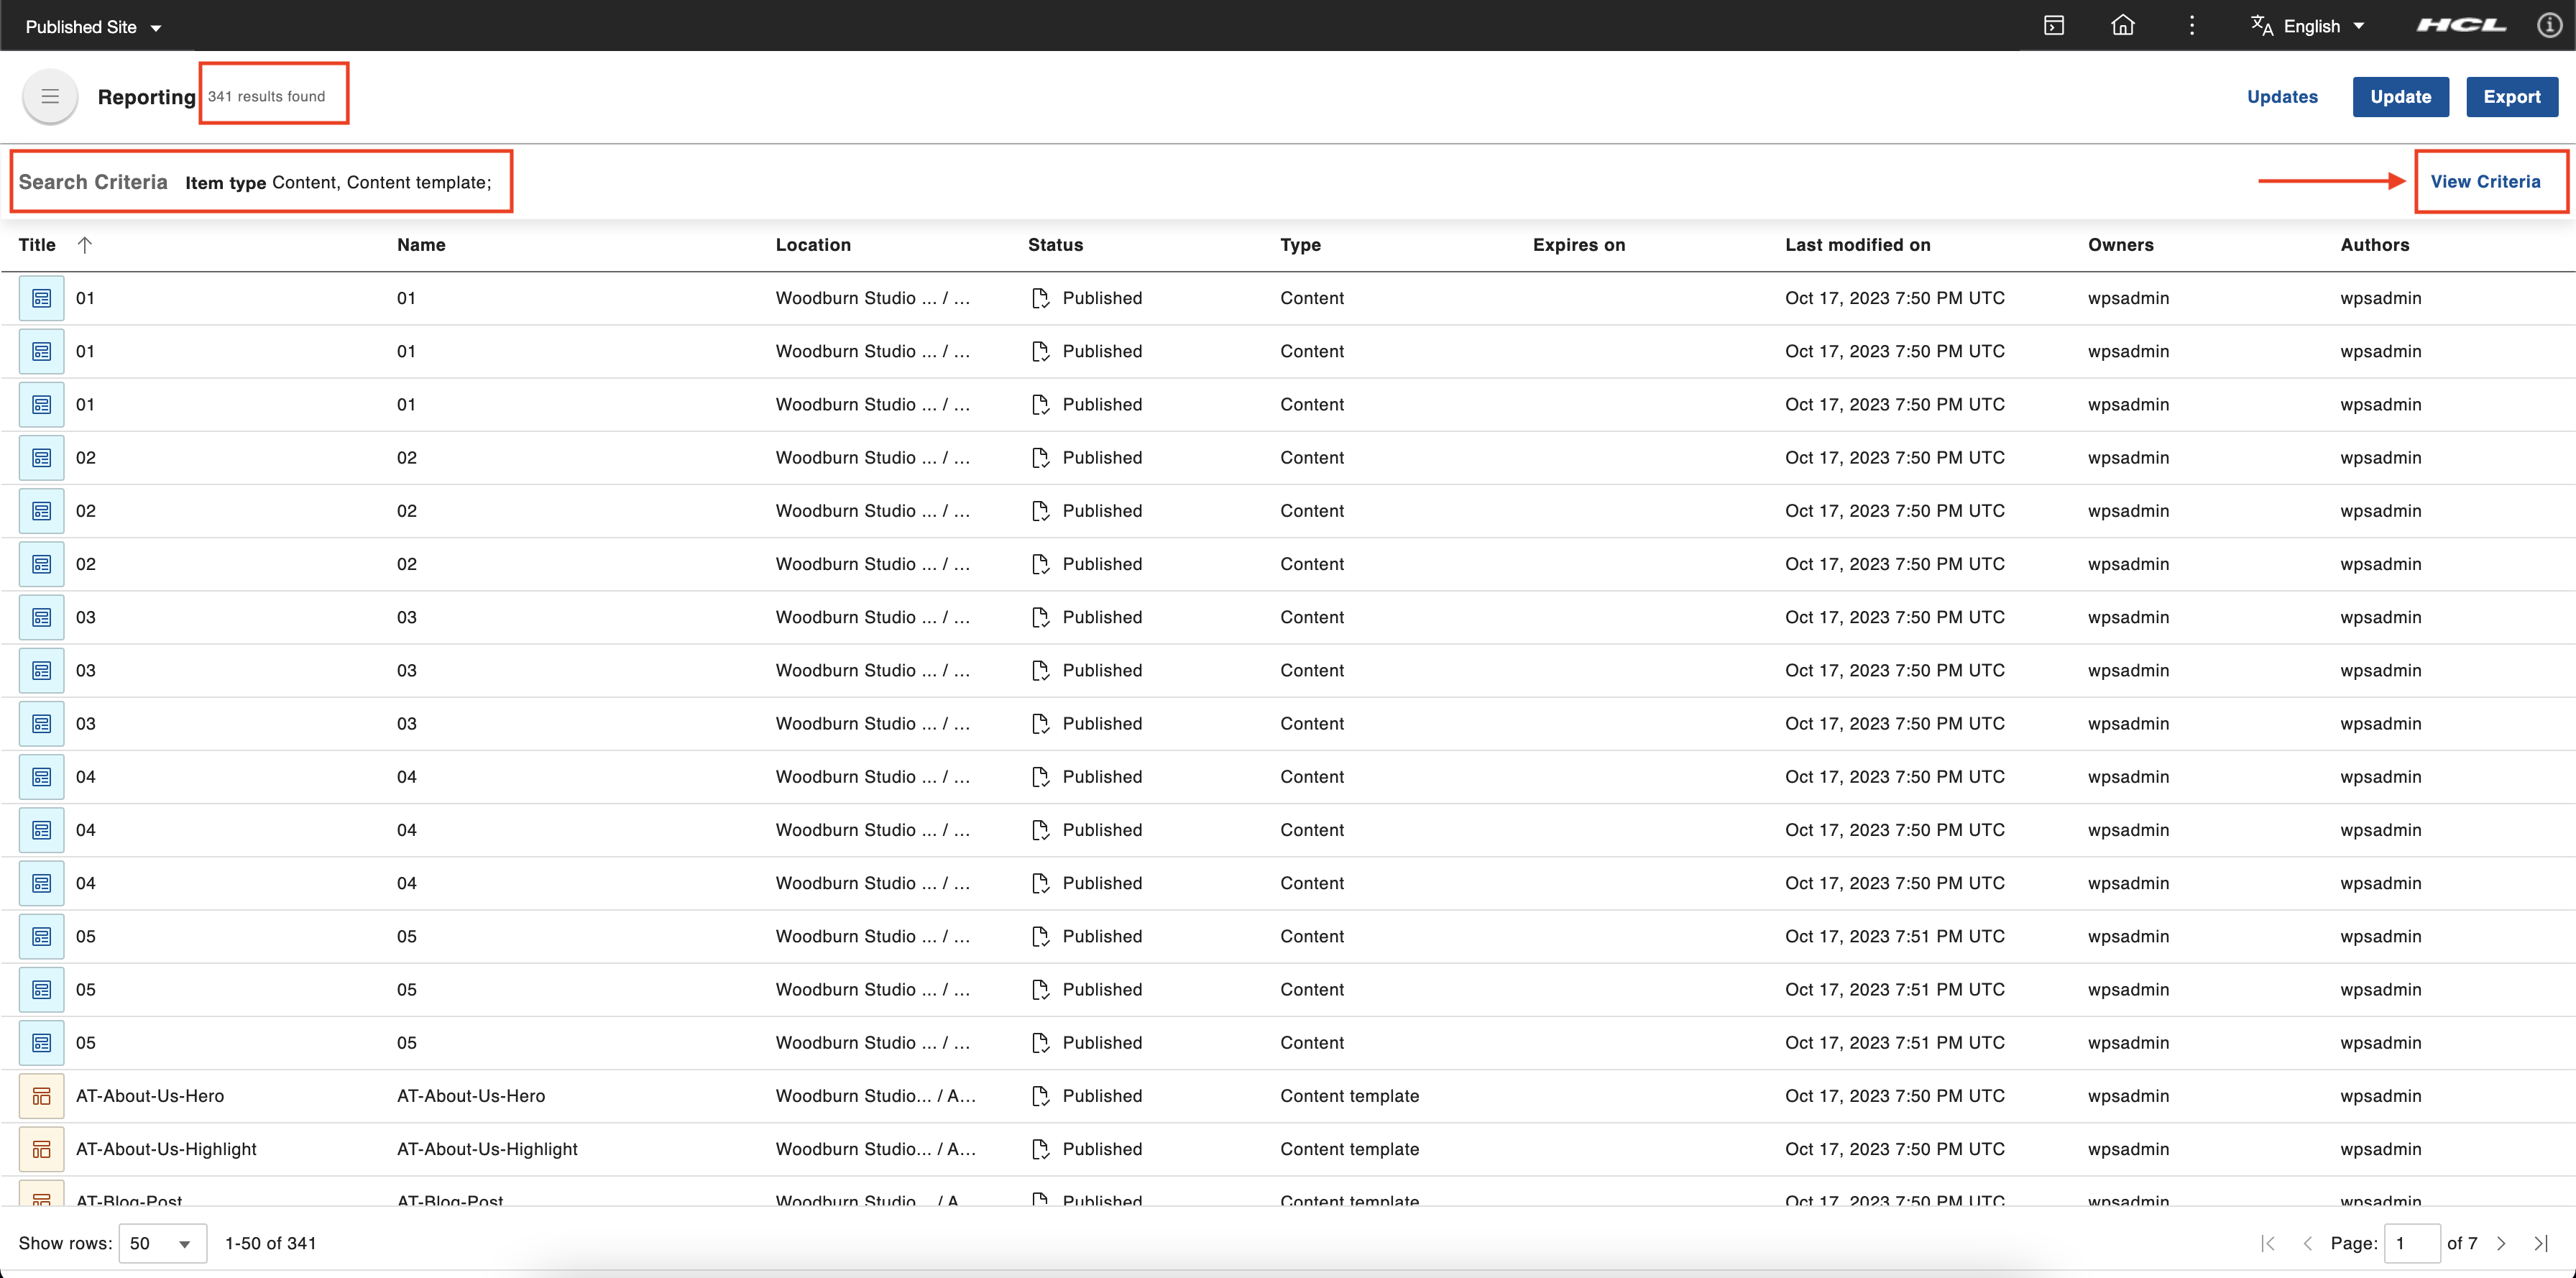 Published Site English HCL
Reporting 341 results found Updates Update Export
Search Criteria Item type Content, Content template; View Criteria
Title Name Location Status Type Expires on Last modified on Owners Authors
01 01 Woodburn Studio ... / ... Published Content Oct 17, 2023 7:50 PM UTC wpsadmin wpsadmin
01 01 Woodburn Studio ... / ... Published Content Oct 17, 2023 7:50 PM UTC wpsadmin wpsadmin
01 01 Woodburn Studio ... / ... Published Content Oct 17, 2023 7:50 PM UTC wpsadmin wpsadmin
02 02 Woodburn Studio ... / ... Published Content Oct 17, 2023 7:50 PM UTC wpsadmin wpsadmin
02 02 Woodburn Studio ... / ... Published Content Oct 17, 2023 7:50 PM UTC wpsadmin wpsadmin
02 02 Woodburn Studio ... / ... Published Content Oct 17, 2023 7:50 PM UTC wpsadmin wpsadmin
03 03 Woodburn Studio ... / ... Published Content Oct 17, 2023 7:50 PM UTC wpsadmin wpsadmin
03 03 Woodburn Studio ... / ... Published Content Oct 17, 2023 7:50 PM UTC wpsadmin wpsadmin
03 03 Woodburn Studio ... / ... Published Content Oct 17, 2023 7:50 PM UTC wpsadmin wpsadmin
04 04 Woodburn Studio ... / ... Published Content Oct 17, 2023 7:50 PM UTC wpsadmin wpsadmin
04 04 Woodburn Studio ... / ... Published Content Oct 17, 2023 7:50 PM UTC wpsadmin wpsadmin
04 04 Woodburn Studio ... / ... Published Content Oct 17, 2023 7:50 PM UTC wpsadmin wpsadmin
05 05 Woodburn Studio ... / ... Published Content Oct 17, 2023 7:51 PM UTC wpsadmin wpsadmin
05 05 Woodburn Studio ... / ... Published Content Oct 17, 2023 7:51 PM UTC wpsadmin wpsadmin
05 05 Woodburn Studio ... / ... Published Content Oct 17, 2023 7:51 PM UTC wpsadmin wpsadmin
AT-About-Us-Hero AT-About-Us-Hero Woodburn Studio... / A... Published Content template Oct 17, 2023 7:50 PM UTC wpsadmin wpsadmin
AT-About-Us-Highlight AT-About-Us-Highlight Woodburn Studio... / A... Published Content template Oct 17, 2023 7:50 PM UTC wpsadmin wpsadmin
AT-Blog-Post AT-Blog-Post Woodburn Studio... / A... Published Content template Oct 17, 2023 7:50 PM UTC wpsadmin wpsadmin
Show rows: 50 1-50 of 341 Page: 1 of 7